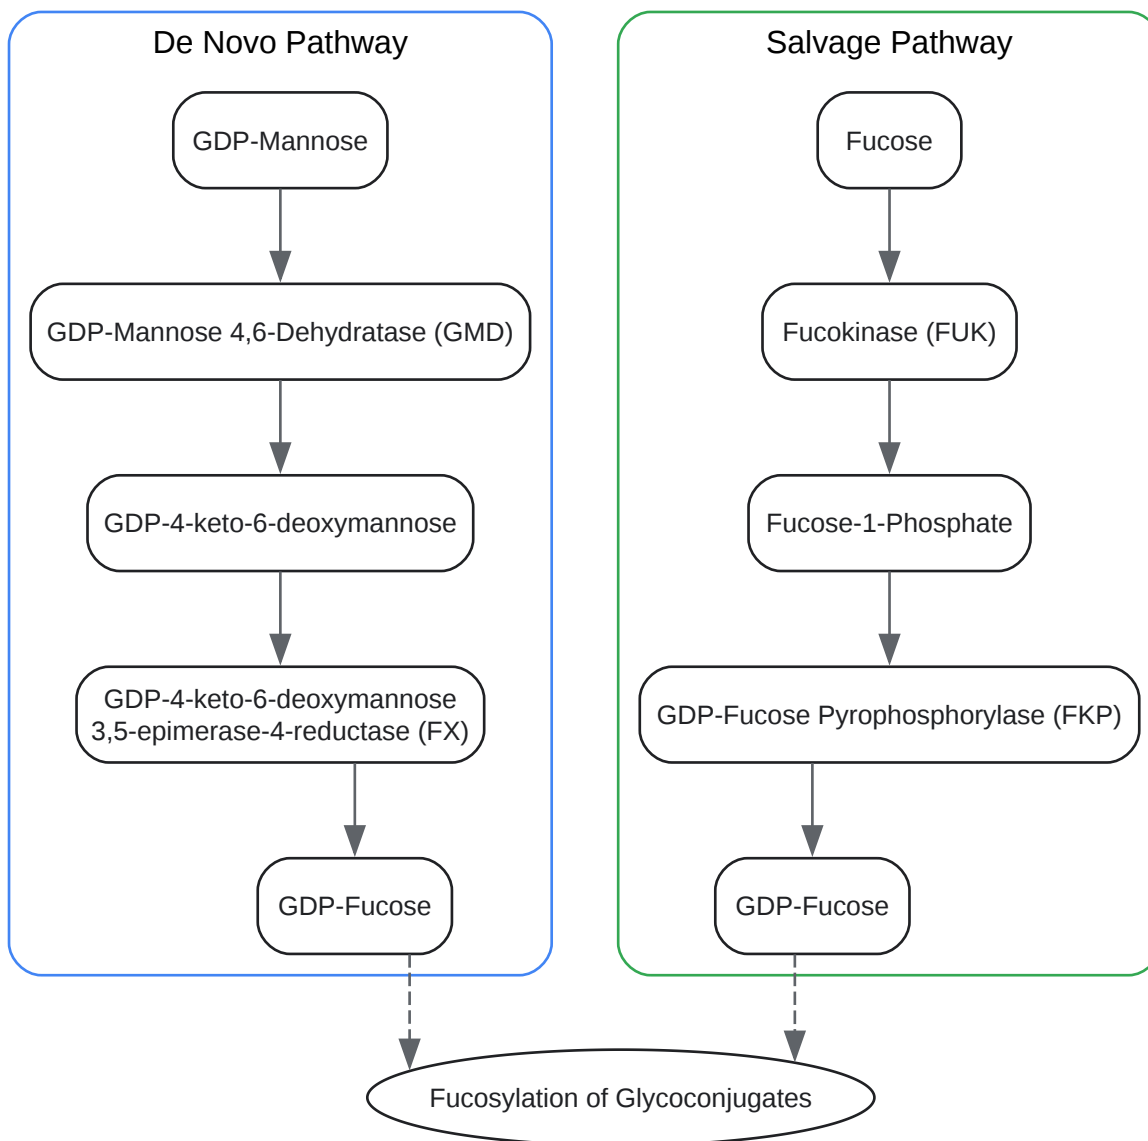 De Novo Pathway
GDP-Mannose
GDP-Mannose 4,6-Dehydratase (GMD)
GDP-4-keto-6-deoxymannose
GDP-4-keto-6-deoxymannose
3,5-epimerase-4-reductase (FX)
GDP-Fucose
Salvage Pathway
Fucose
Fucokinase (FUK)
Fucose-1-Phosphate
GDP-Fucose Pyrophosphorylase (FKP)
GDP-Fucose
Fucosylation of Glycoconjugates